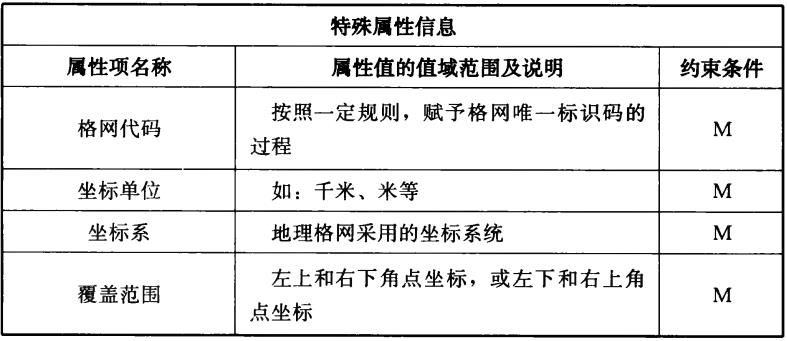 特殊属性信息
属性项名称 属性值的值域范围及说明 约束条件
格网代码 按照一定规则，赋予格网唯一标识码的
过程 M
坐标单位 如：千米、米等 M
坐标系 地理格网采用的坐标系统 M
覆盖范围 左上和右下角点坐标，或左下和右上角
点坐标 M